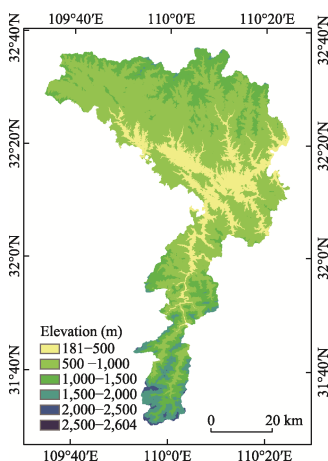 109°40′E 110°0′E 110°20′E
32°40′N
32°40′N
32°20′N
32°20′N
32°0′N
32°0′N
31°40′N
31°40′N
Elevation (m)
181–500
500 –1,000
1,000–1,500
1,500–2,000
2,000–2,500
2,500–2,604
0 20 km
109°40′E 110°0′E 110°20′E